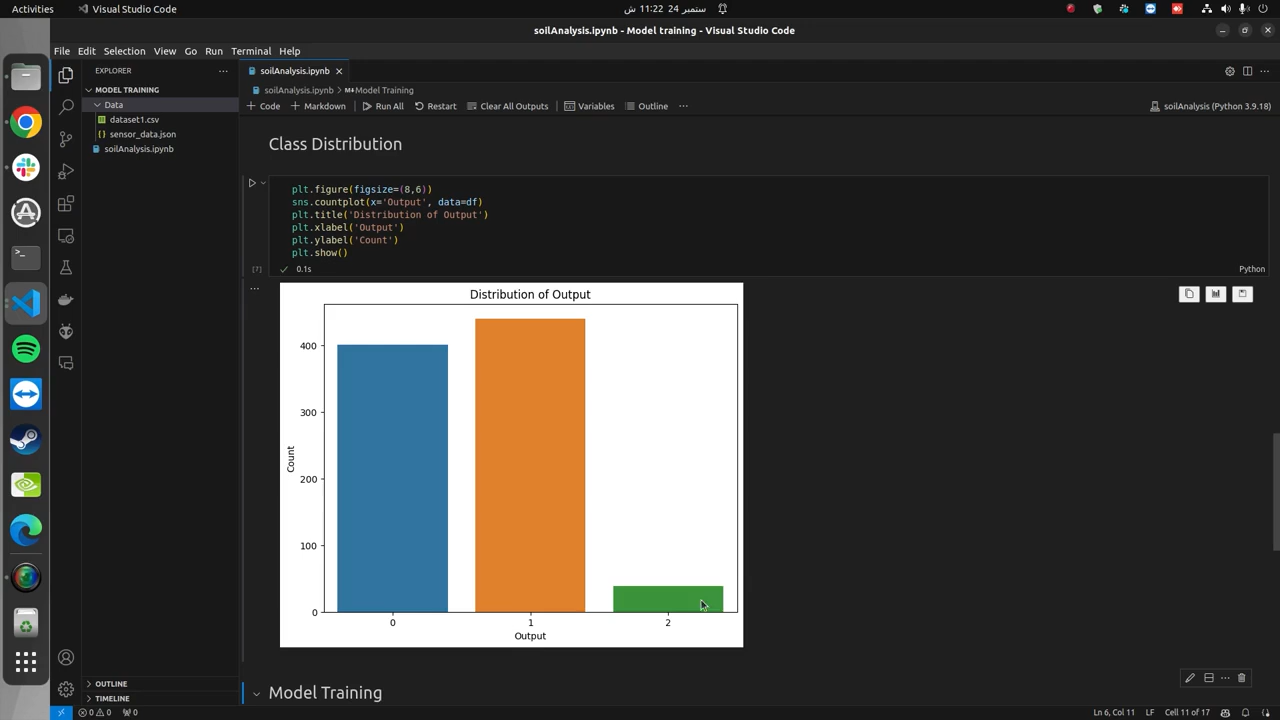 Activities
Visual Studio Code
ستمبر 24 11:22 ش
soilAnalysis.ipynb - Model training - Visual Studio Code
File Edit Selection View Go Run Terminal Help
EXPLORER
soilAnalysis.ipynb
MODEL TRAINING
soilAnalysis.ipynb > Model Training
Data
Code Markdown Run All Restart Clear All Outputs Variables Outline
soilAnalysis (Python 3.9.18)
dataset1.csv
sensor_data.json
soilAnalysis.ipynb
Class Distribution
plt.figure(figsize=(8,6))
sns.countplot(x='Output', data=df)
plt.title('Distribution of Output')
plt.xlabel('Output')
plt.ylabel('Count')
plt.show()
[7] 0.1s
Python
Distribution of Output
400
300
200
100
0
Count
0 1 2
Output
Model Training
OUTLINE
TIMELINE
0 0 0
Ln 6, Col 11 LF Cell 11 of 17